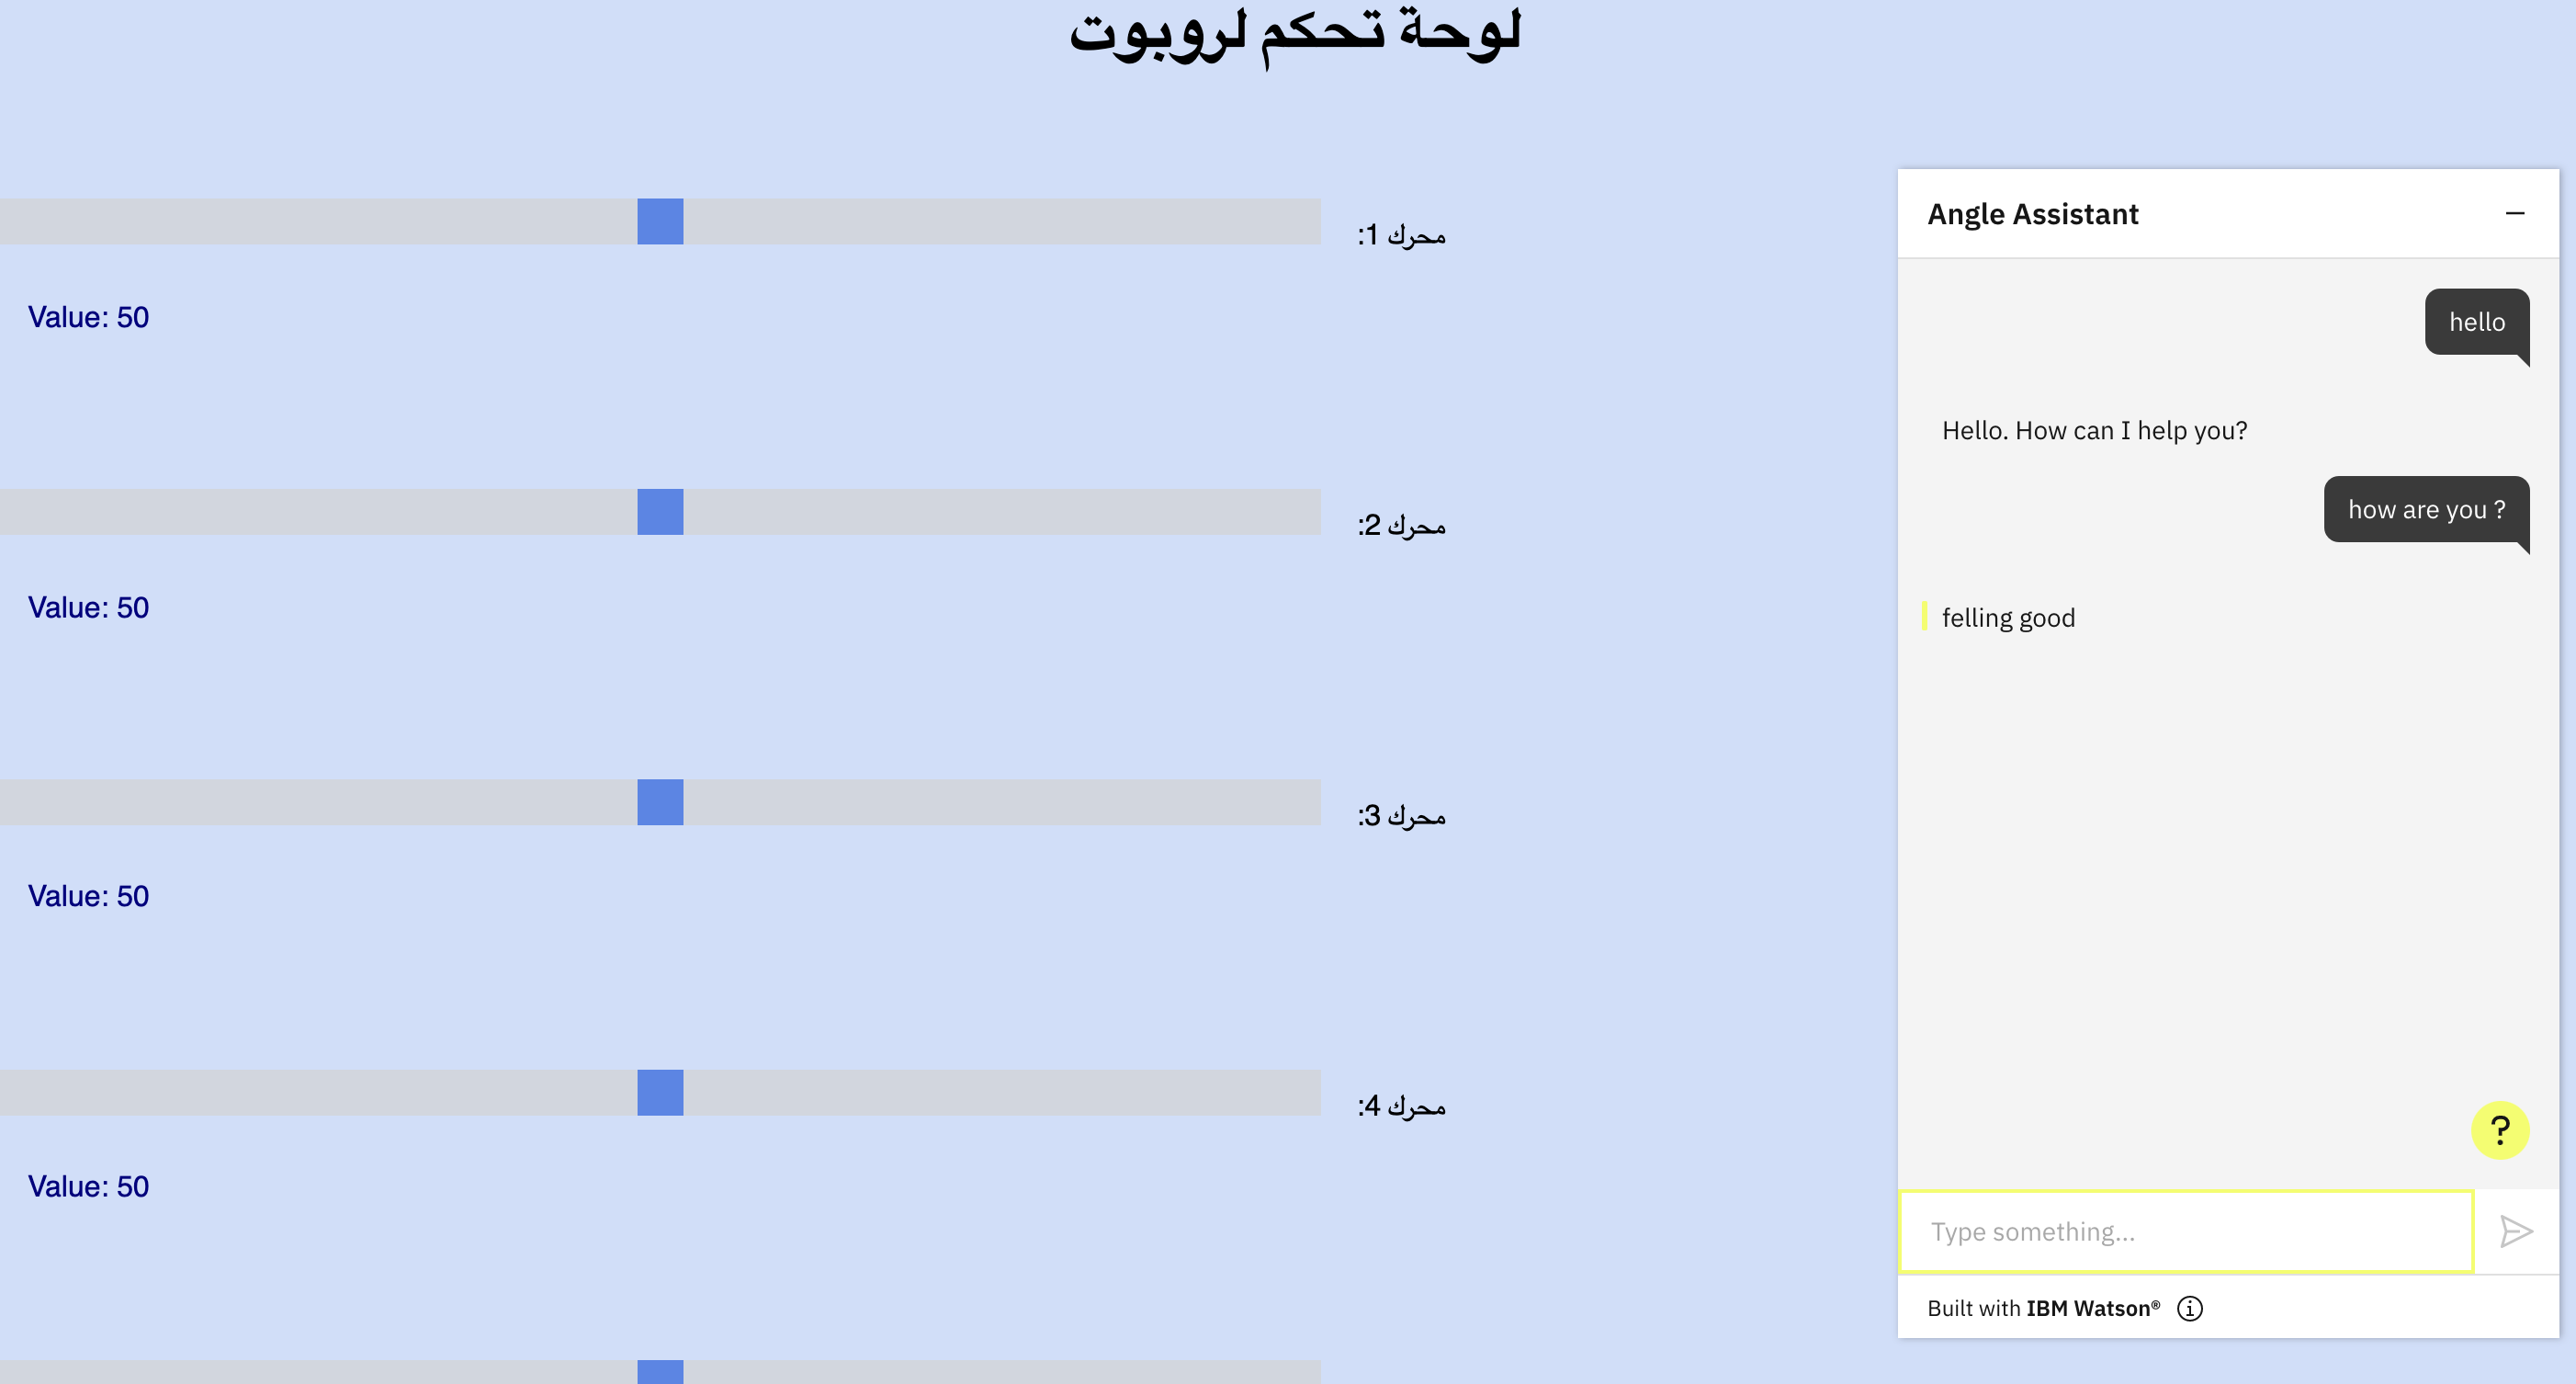 لوحة تحكم لروبوت
محرك 1:
Value: 50
محرك 2:
Value: 50
محرك 3:
Value: 50
محرك 4:
Value: 50
Angle Assistant
hello
Hello. How can I help you?
how are you ?
felling good
?
Type something...
Built with IBM Watson®